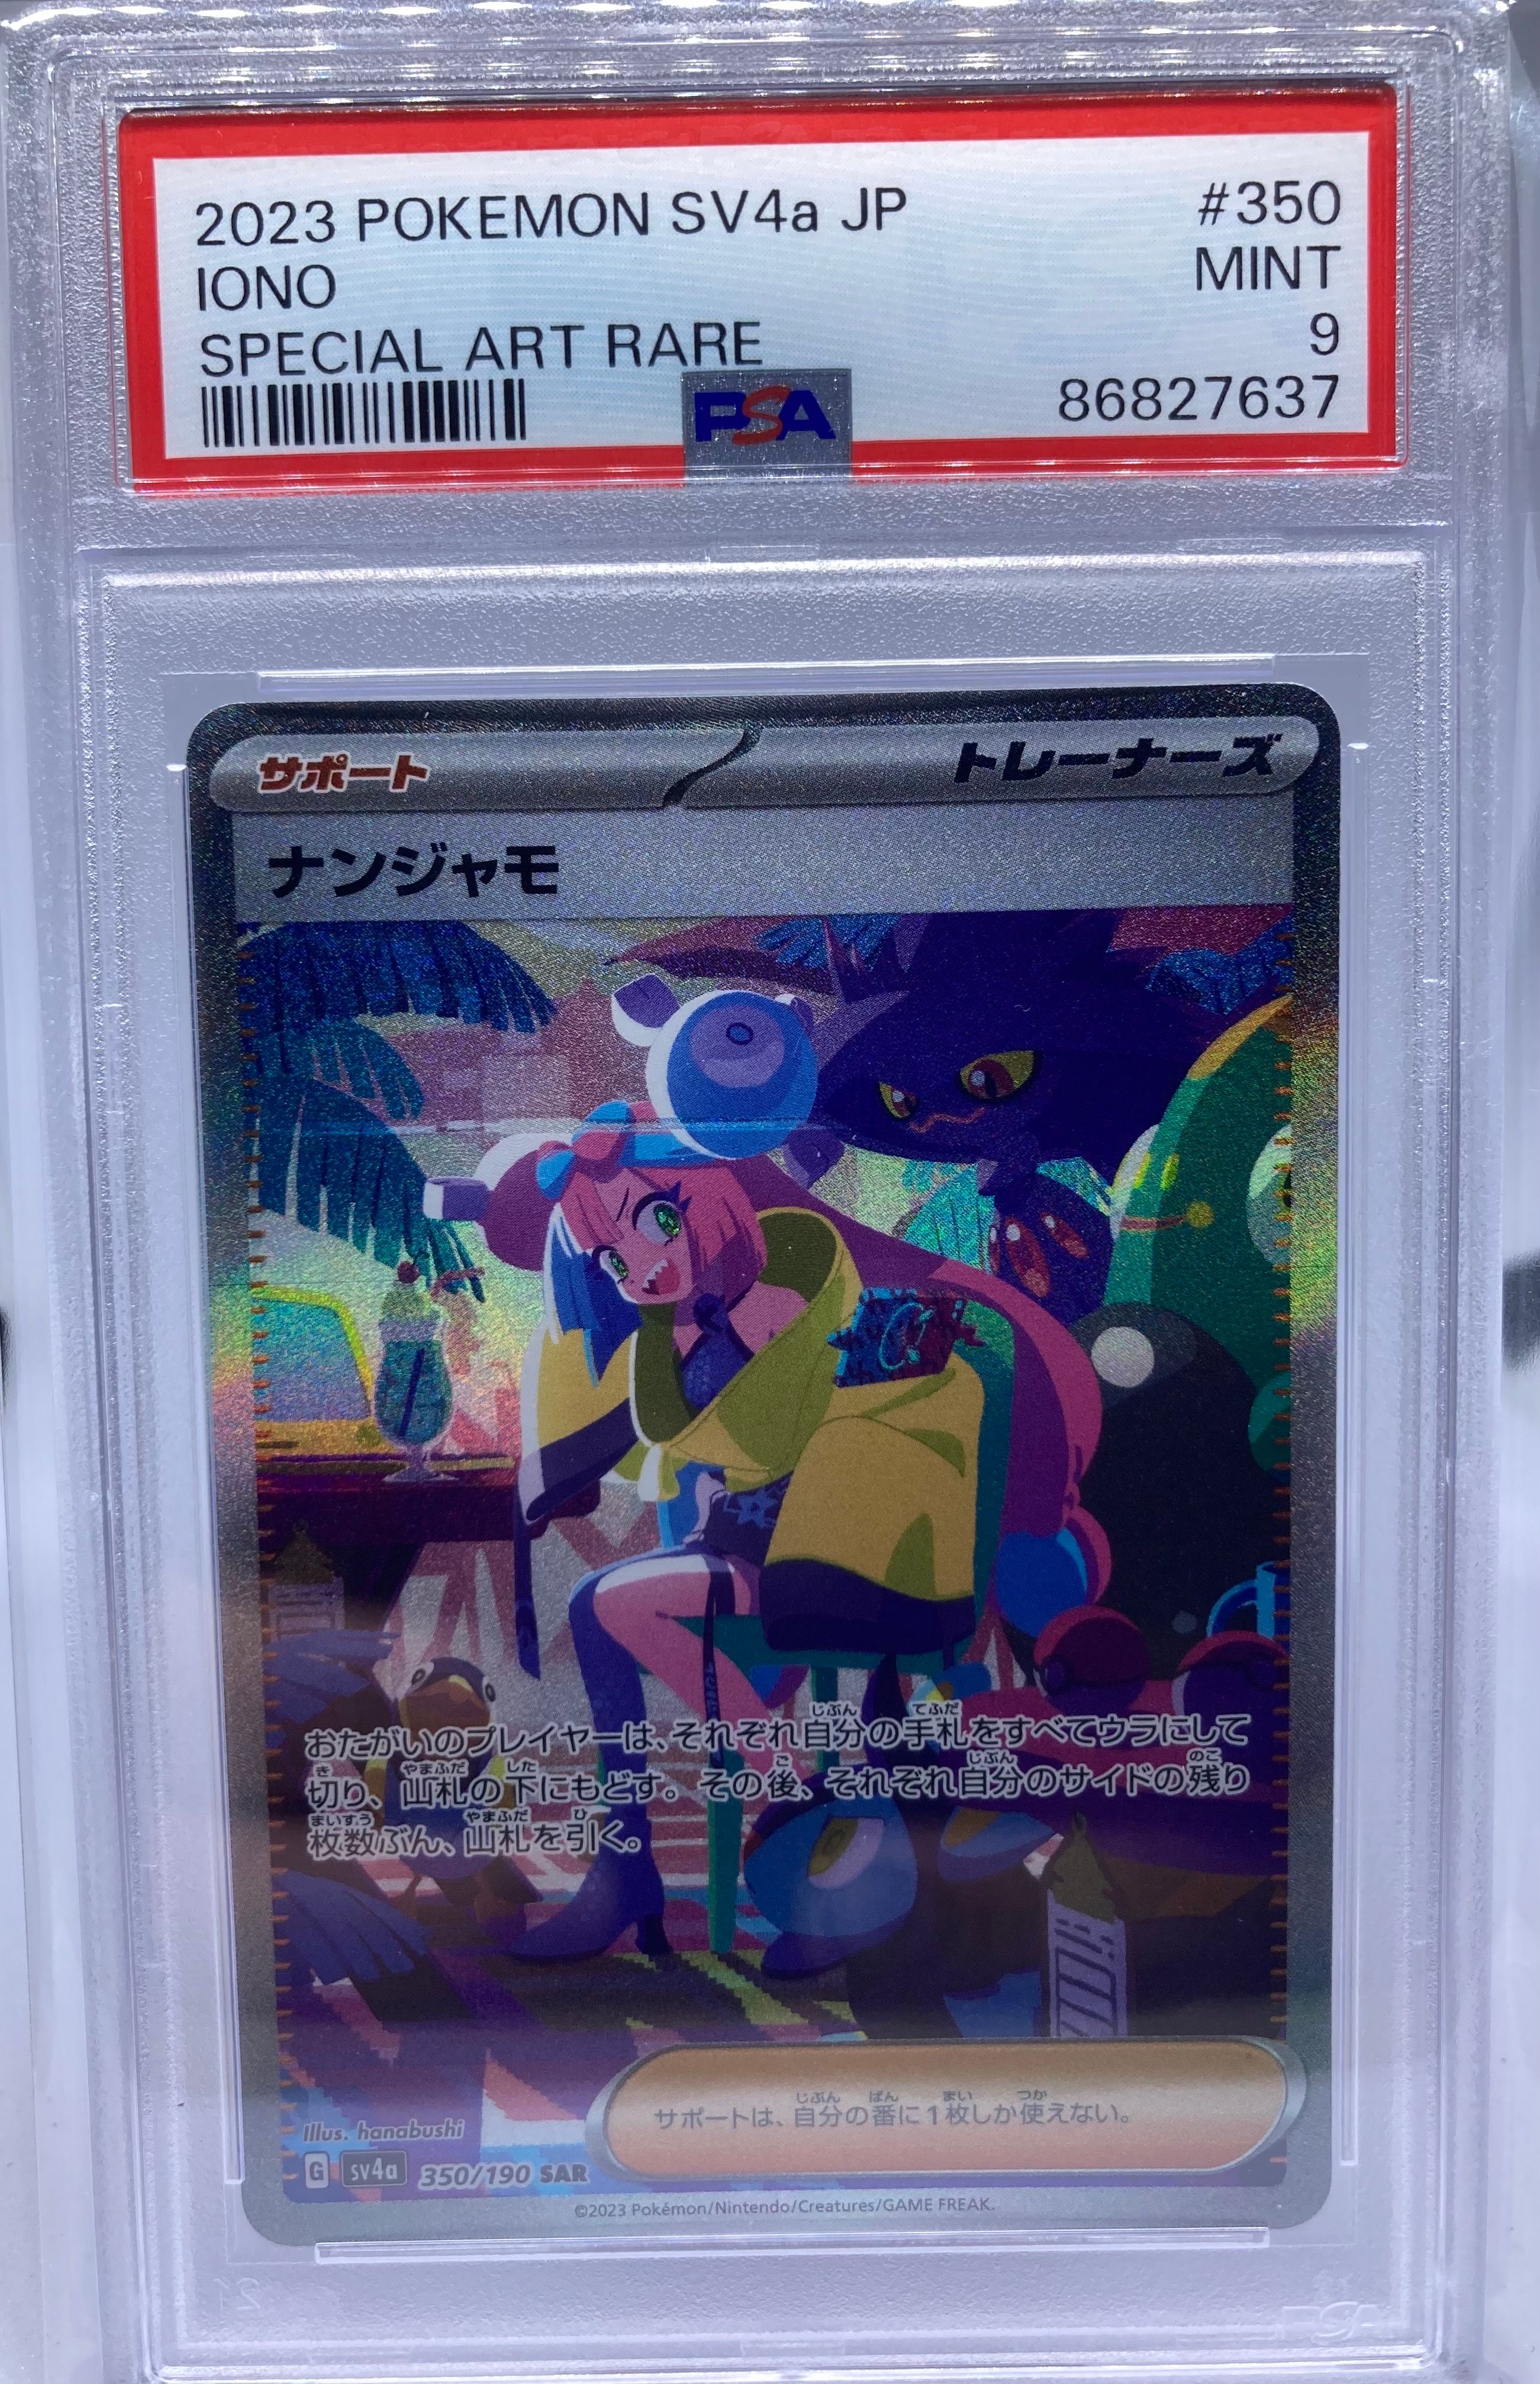 2023 POKEMON SV4a JP #350
IONO MINT
SPECIAL ART RARE 9
PSA 86827637
サポート トレーナーズ
ナンジャモ
おたがいのプレイヤーは、それぞれ自分の手札をすべてウラにして
切り、山札の下にもどす。その後、それぞれ自分のサイドの残り
枚数ぶん、山札を引く。
サポートは、自分の番に1枚しか使えない。
Illus. hanabushi
G sv4a 350/190 SAR
©2023 Pokémon/Nintendo/Creatures/GAME FREAK.